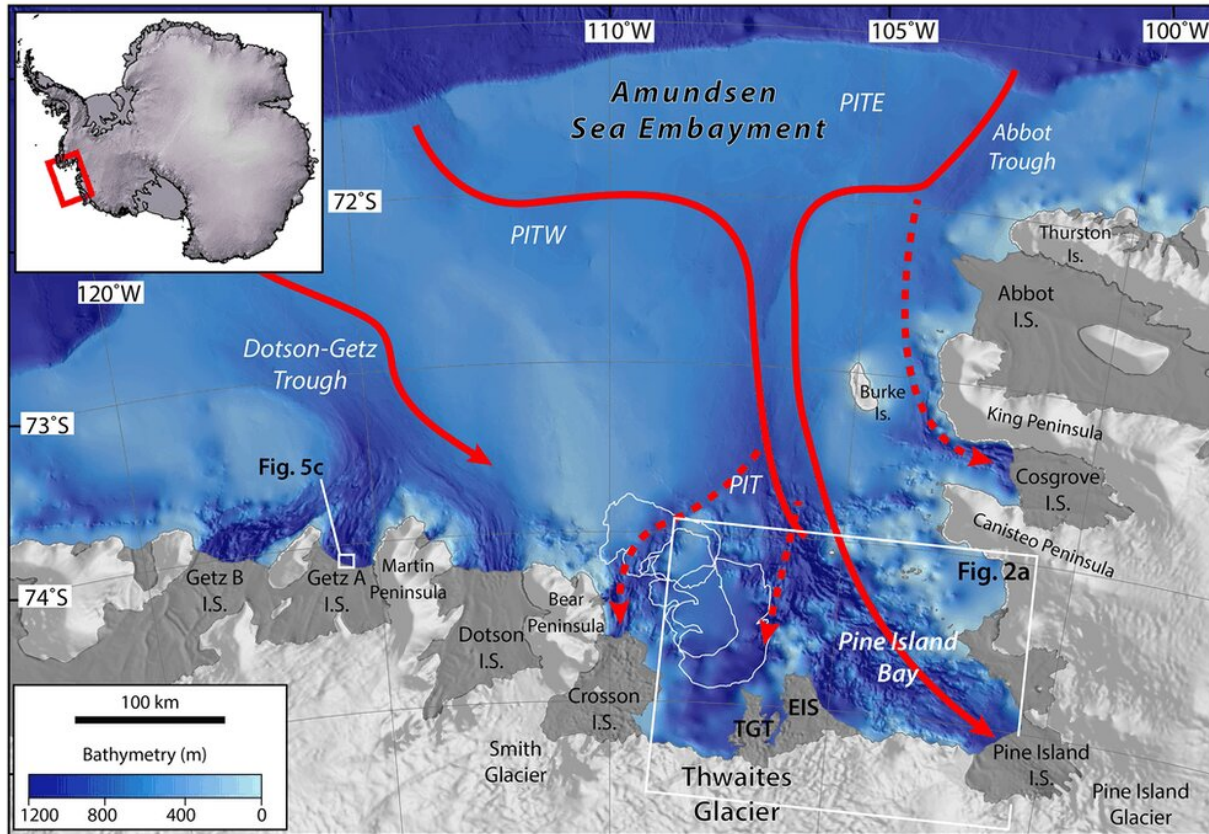 110˚W
105˚W
100˚W
Amundsen
Sea Embayment
PITE
Abbot
Trough
72˚S
PITW
Thurston
Is.
120˚W
Abbot
I.S.
Dotson-Getz
Trough
Burke
Is.
King Peninsula
73˚S
Fig. 5c
PIT
Cosgrove
I.S.
Canisteo Peninsula
Fig. 2a
Getz B
I.S.
Getz A
I.S.
Martin
Peninsula
74˚S
Bear
Peninsula
Dotson
I.S.
Pine Island
Bay
Crosson
I.S.
EIS
TGT
Smith
Glacier
Thwaites
Glacier
Pine Island
I.S.
Pine Island
Glacier
100 km
Bathymetry (m)
1200 800 400 0